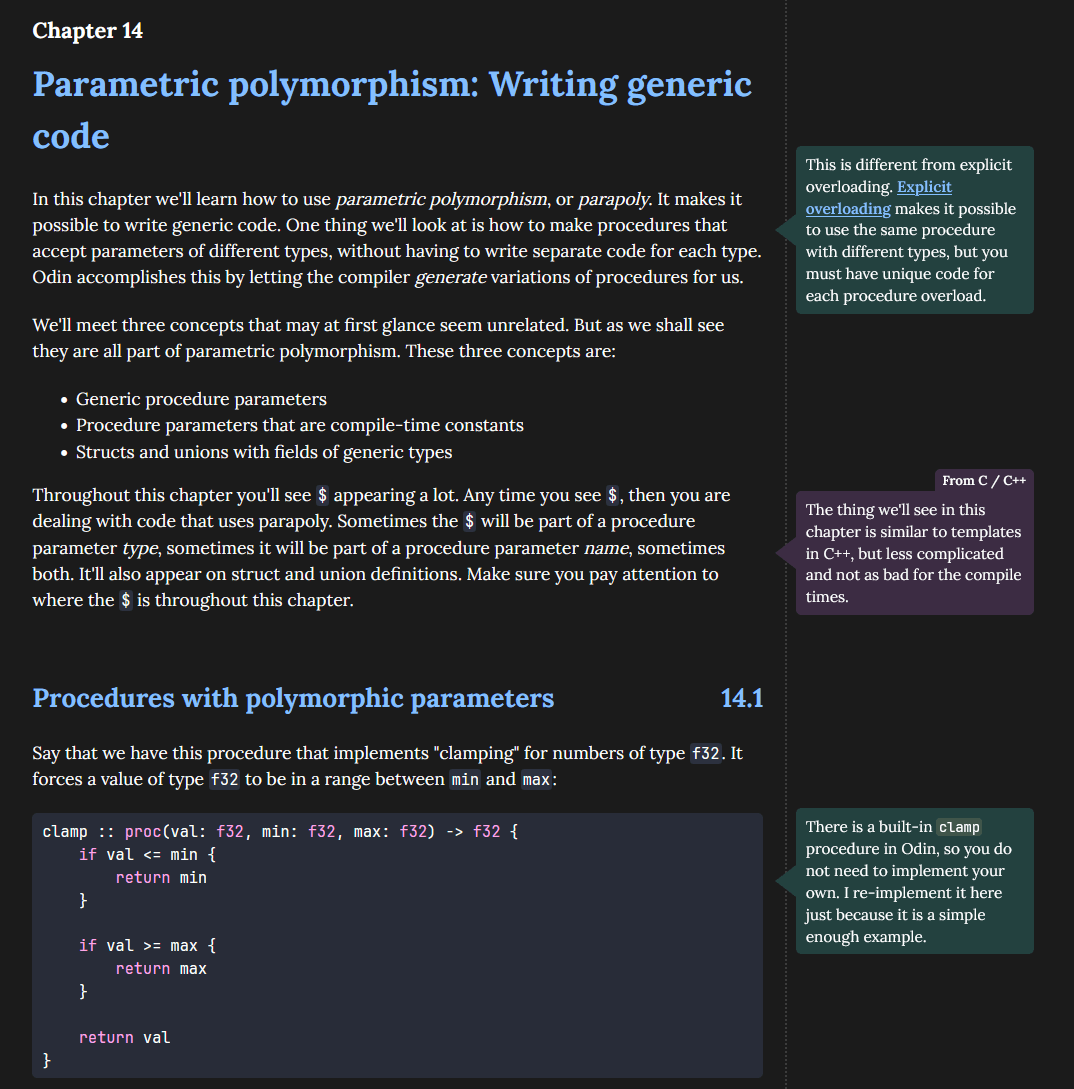 Chapter 14
Parametric polymorphism: Writing generic
code
In this chapter we'll learn how to use parametric polymorphism, or parapoly. It makes it
possible to write generic code. One thing we'll look at is how to make procedures that
accept parameters of different types, without having to write separate code for each type.
Odin accomplishes this by letting the compiler generate variations of procedures for us.
This is different from explicit
overloading. Explicit
overloading makes it possible
to use the same procedure
with different types, but you
must have unique code for
each procedure overload.
We'll meet three concepts that may at first glance seem unrelated. But as we shall see
they are all part of parametric polymorphism. These three concepts are:
• Generic procedure parameters
• Procedure parameters that are compile-time constants
• Structs and unions with fields of generic types
Throughout this chapter you'll see $ appearing a lot. Any time you see $, then you are
dealing with code that uses parapoly. Sometimes the $ will be part of a procedure
parameter type, sometimes it will be part of a procedure parameter name, sometimes
both. It'll also appear on struct and union definitions. Make sure you pay attention to
where the $ is throughout this chapter.
From C / C++
The thing we'll see in this
chapter is similar to templates
in C++, but less complicated
and not as bad for the compile
times.
Procedures with polymorphic parameters 14.1
Say that we have this procedure that implements "clamping" for numbers of type f32. It
forces a value of type f32 to be in a range between min and max:
clamp :: proc(val: f32, min: f32, max: f32) -> f32 {
    if val <= min {
        return min
    }

    if val >= max {
        return max
    }

    return val
}
There is a built-in clamp
procedure in Odin, so you do
not need to implement your
own. I re-implement it here
just because it is a simple
enough example.